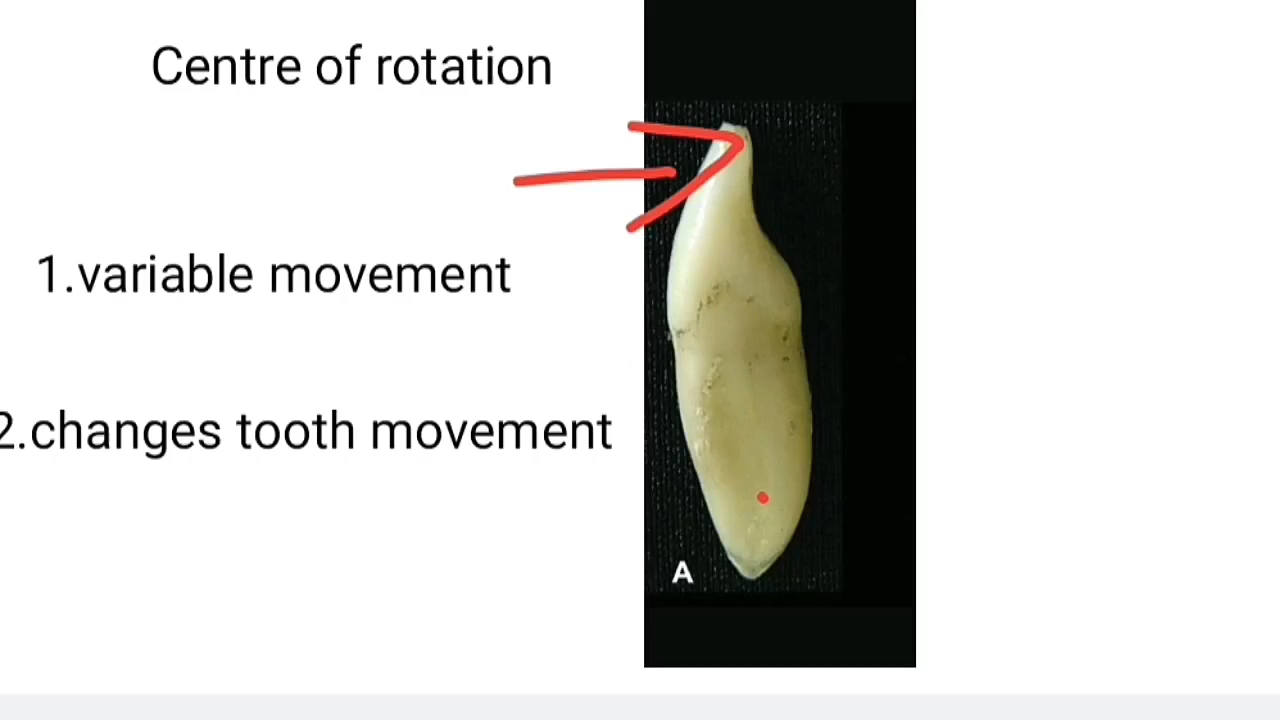 Centre of rotation
1.variable movement
2.changes tooth movement
A